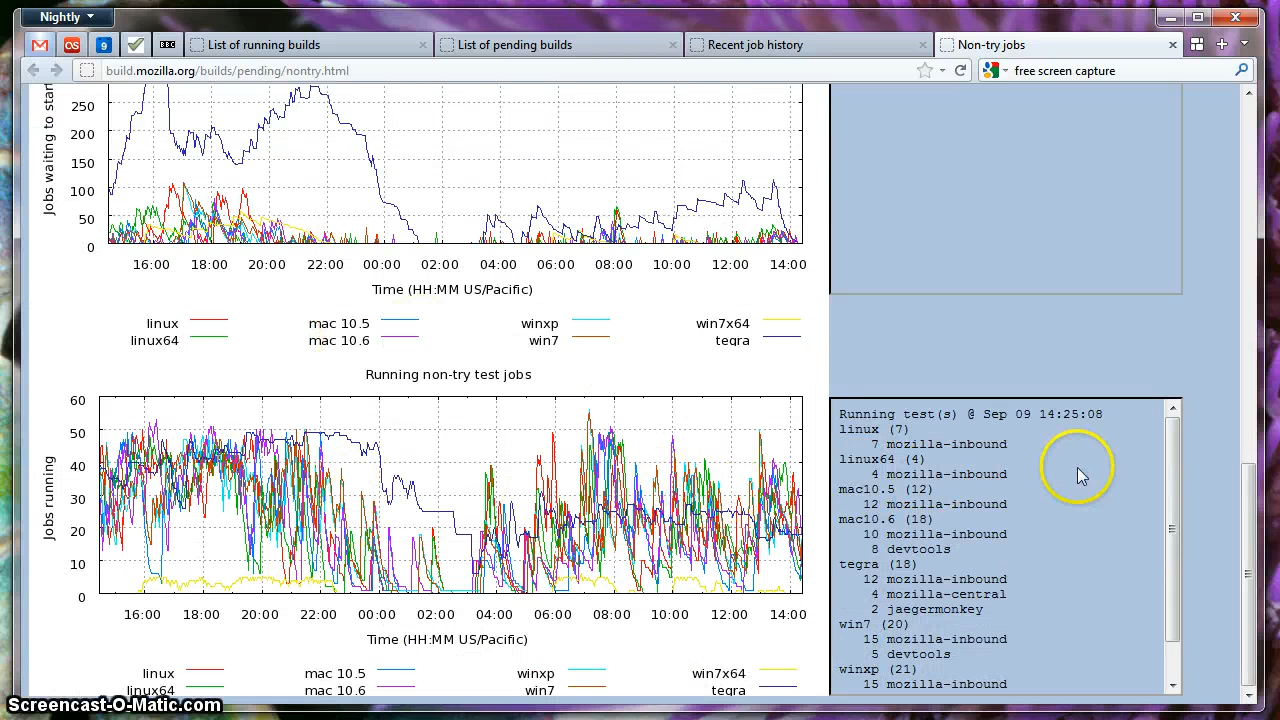 Nightly
List of running builds
List of pending builds
Recent job history
Non-try jobs
build.mozilla.org/builds/pending/nontry.html
free screen capture
Jobs waiting to star
250
200
150
100
50
0
16:00 18:00 20:00 22:00 00:00 02:00 04:00 06:00 08:00 10:00 12:00 14:00
Time (HH:MM US/Pacific)
linux mac 10.5 winxp win7x64
linux64 mac 10.6 win7 tegra
Running non-try test jobs
Jobs running
60
50
40
30
20
10
0
16:00 18:00 20:00 22:00 00:00 02:00 04:00 06:00 08:00 10:00 12:00 14:00
Time (HH:MM US/Pacific)
linux mac 10.5 winxp win7x64
linux64 mac 10.6 win7 tegra
Running test(s) @ Sep 09 14:25:08
linux (7)
7 mozilla-inbound
linux64 (4)
4 mozilla-inbound
mac10.5 (12)
12 mozilla-inbound
mac10.6 (18)
10 mozilla-inbound
8 devtools
tegra (18)
12 mozilla-inbound
4 mozilla-central
2 jaegermonkey
win7 (20)
15 mozilla-inbound
5 devtools
winxp (21)
15 mozilla-inbound
Screencast-O-Matic.com
OS
9
BBC